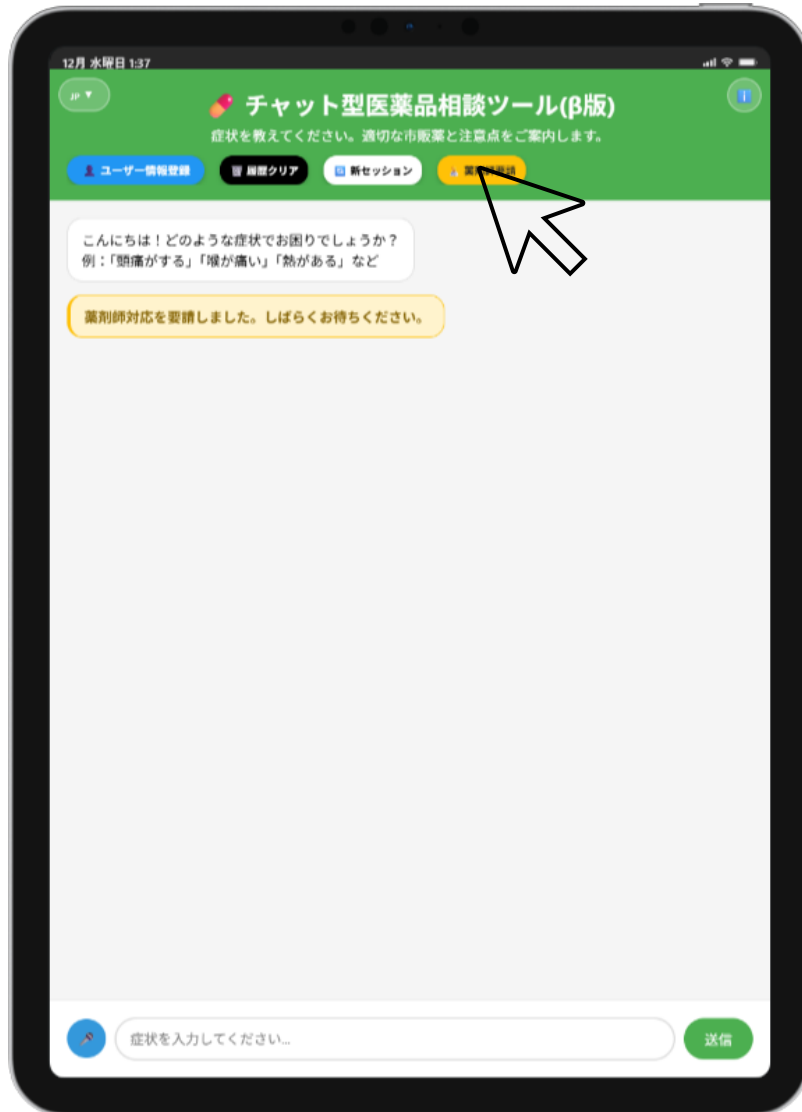 12月 水曜日 1:37
JP ▼
チャット型医薬品相談ツール(β版)
症状を教えてください。適切な市販薬と注意点をご案内します。
ユーザー情報登録
履歴クリア
新セッション
こんにちは！どのような症状でお困りでしょうか？
例：「頭痛がする」「喉が痛い」「熱がある」など
薬剤師対応を要請しました。しばらくお待ちください。
症状を入力してください...
送信